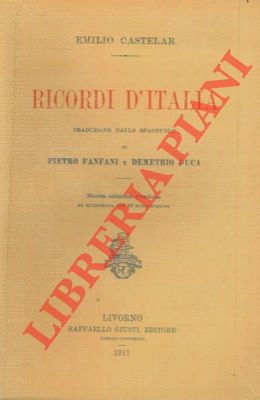 EMILIO CASTELAR
RICORDI D'ITALIA
TRADUZIONE DALLO SPAGNUOLO
DI
PIETRO FANFANI E DEMETRIO DUCA
Nuova edizione
LIVORNO
RAFFAELLO GIUSTI, EDITORE
LIBRAIO-TIPOGRAFO
1911
LIBRERIA PIANI